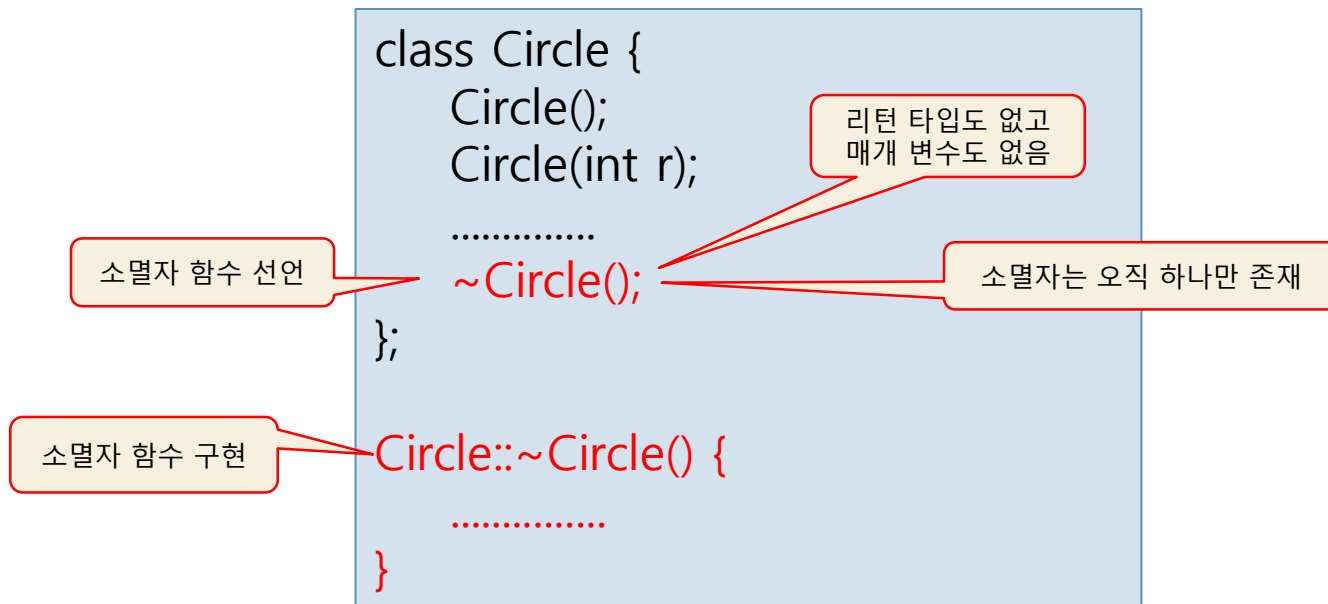 class Circle {
Circle();
Circle(int r);
..............
~Circle();
};
Circle::~Circle() {
...............
}
리턴 타입도 없고
매개 변수도 없음
소멸자 함수 선언
소멸자는 오직 하나만 존재
소멸자 함수 구현